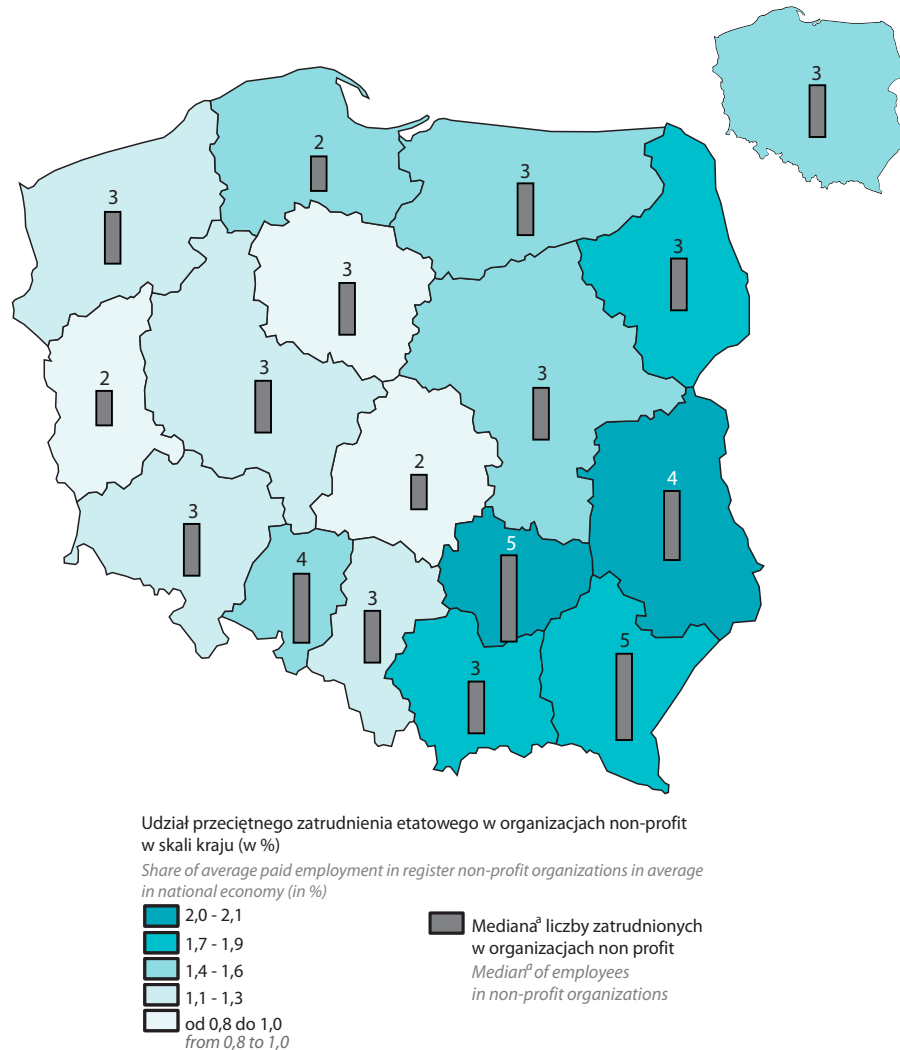 3
2
3
3
3
3
2
3
3
2
4
3
5
4
3
3
5
Udział przeciętnego zatrudnienia etatowego w organizacjach non-profit
w skali kraju (w %)
Share of average paid employment in register non-profit organizations in average
in national economy (in %)
2,0 - 2,1
1,7 - 1,9
1,4 - 1,6
1,1 - 1,3
od 0,8 do 1,0
from 0,8 to 1,0
Medianaª liczby zatrudnionych
w organizacjach non profit
Medianª of employees
in non-profit organizations